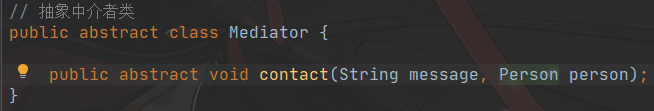 // 抽象中介者类
public abstract class Mediator {
public abstract void contact(String message, Person person);
}